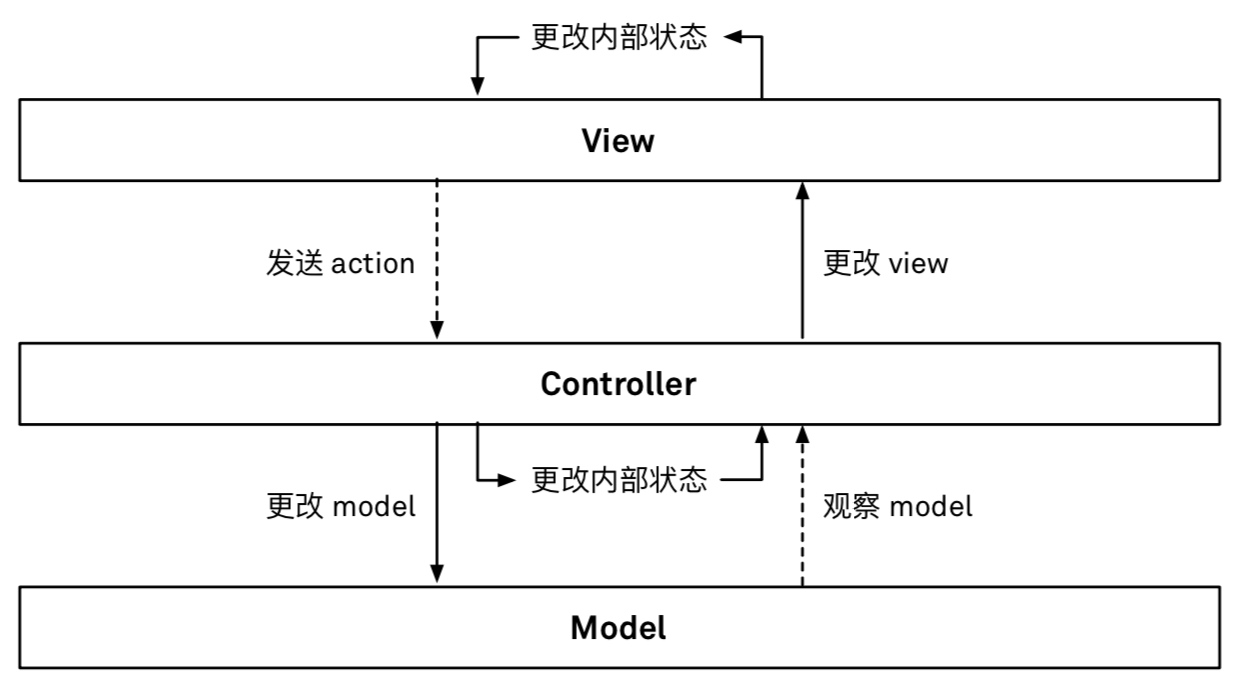 更改内部状态
View
发送 action
更改 view
Controller
更改内部状态
更改 model
观察 model
Model